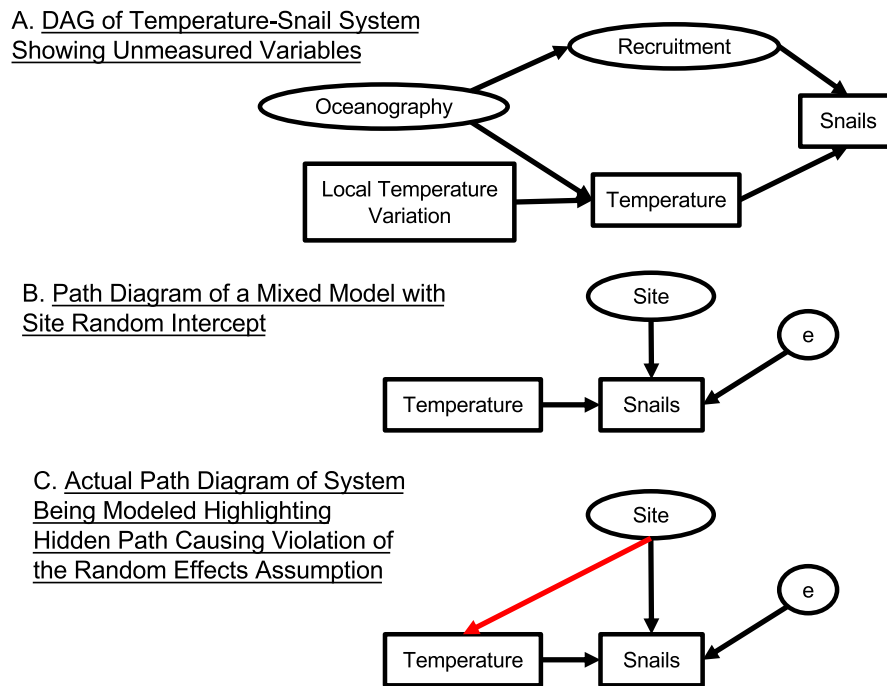 A. DAG of Temperature-Snail System
Showing Unmeasured Variables
Recruitment
Oceanography
Snails
Local Temperature
Variation
Temperature
B. Path Diagram of a Mixed Model with
Site Random Intercept
Site
e
Temperature
Snails
C. Actual Path Diagram of System
Being Modeled Highlighting
Hidden Path Causing Violation of
the Random Effects Assumption
Site
e
Temperature
Snails